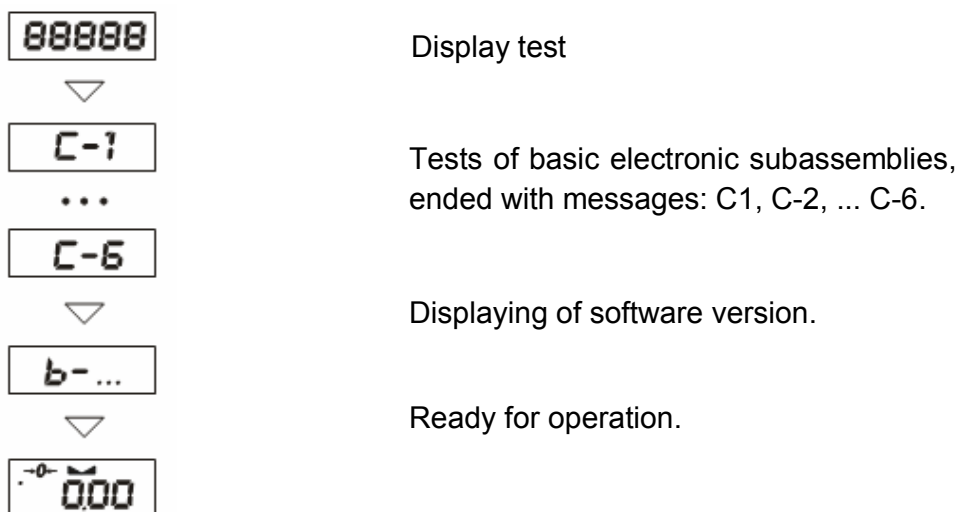 88888
Display test
C-1
Tests of basic electronic subassemblies,
ended with messages: C1, C-2, ... C-6.
...
C-6
Displaying of software version.
b-...
Ready for operation.
→0←
0.00